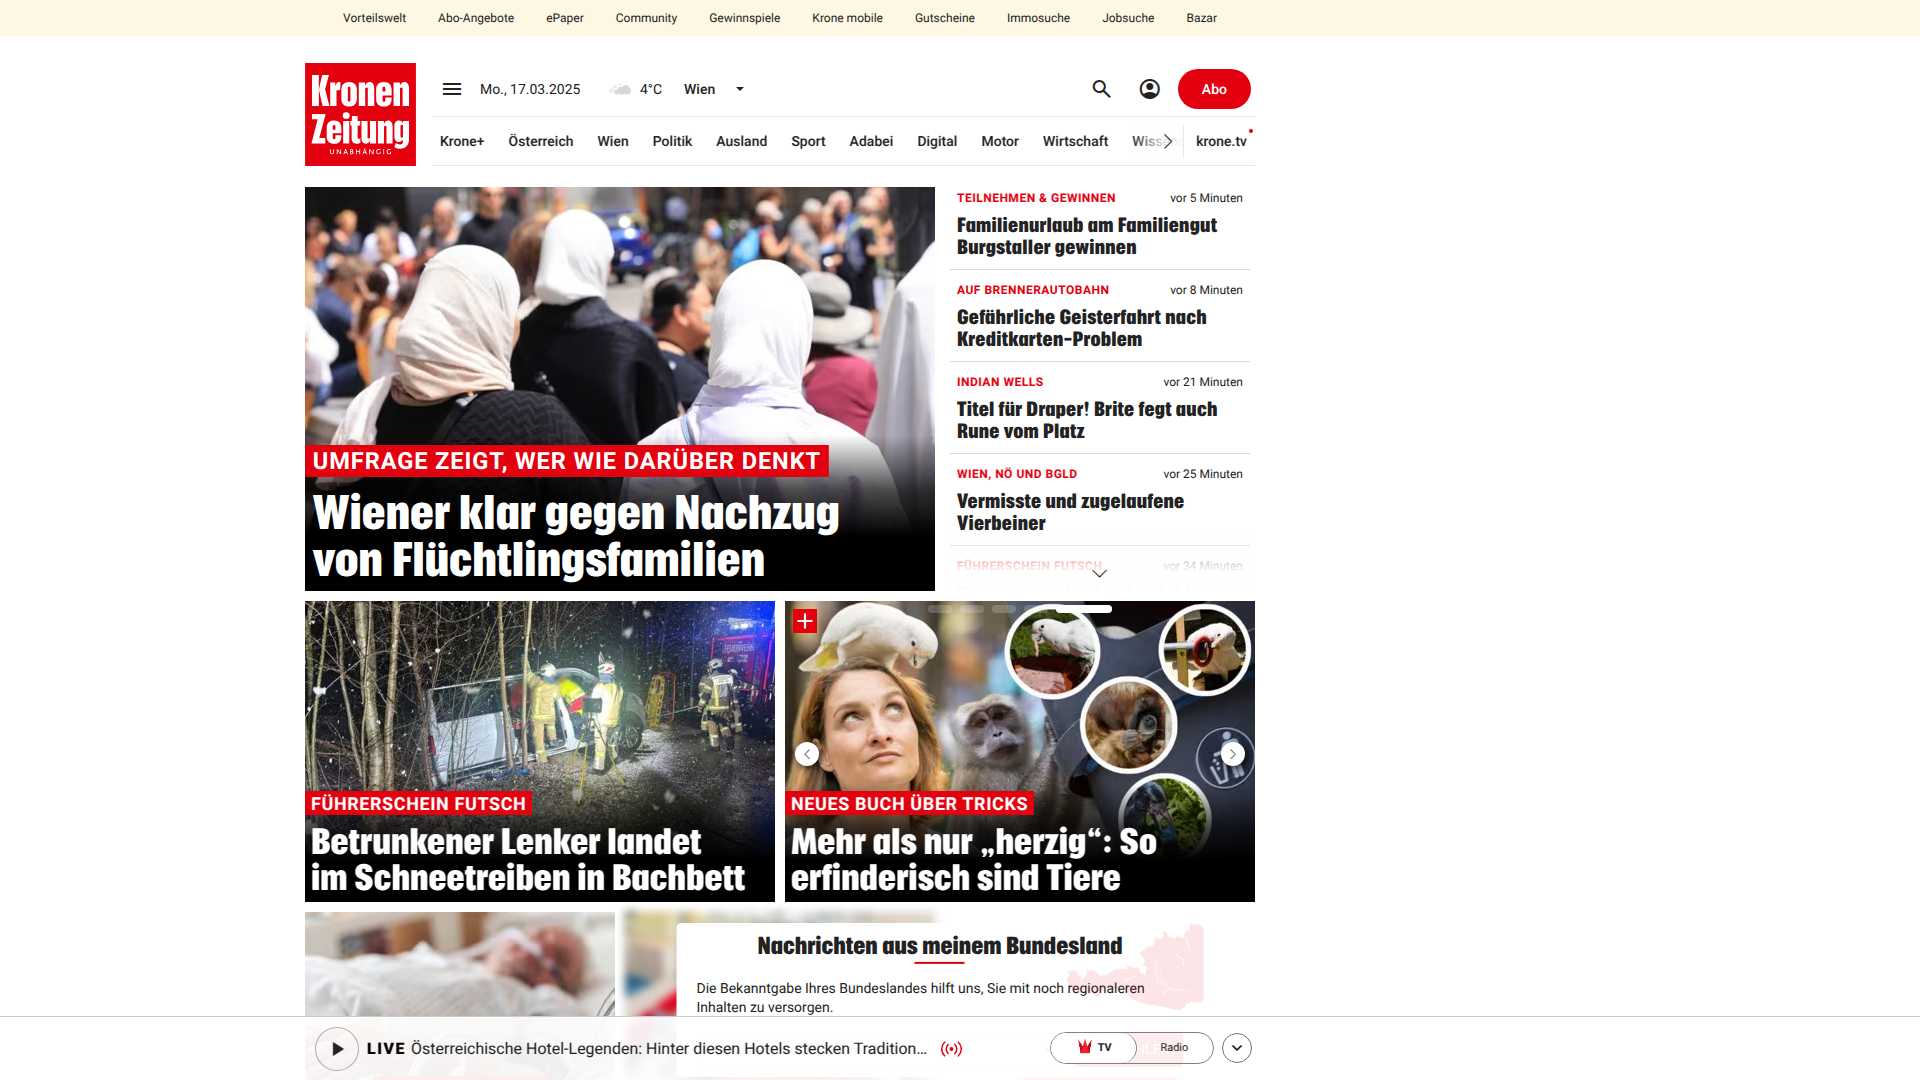 Vorteilswelt Abo-Angebote ePaper Community Gewinnspiele Krone mobile Gutscheine Immosuche Jobsuche Bazar
Kronen
Zeitung
UNABHÄNGIG
Mo., 17.03.2025 4°C Wien
Abo
Krone+ Österreich Wien Politik Ausland Sport Adabei Digital Motor Wirtschaft krone.tv
UMFRAGE ZEIGT, WER WIE DARÜBER DENKT
Wiener klar gegen Nachzug
von Flüchtlingsfamilien
TEILNEHMEN & GEWINNEN vor 5 Minuten
Familienurlaub am Familiengut
Burgstaller gewinnen
AUF BRENNERAUTOBAHN vor 8 Minuten
Gefährliche Geisterfahrt nach
Kreditkarten-Problem
INDIAN WELLS vor 21 Minuten
Titel für Draper! Brite fegt auch
Rune vom Platz
WIEN, NÖ UND BGLD vor 25 Minuten
Vermisste und zugelaufene
Vierbeiner
FÜHRERSCHEIN FUTSCH vor 34 Minuten
FÜHRERSCHEIN FUTSCH
Betrunkener Lenker landet
im Schneetreiben in Bachbett
NEUES BUCH ÜBER TRICKS
Mehr als nur „herzig“: So
erfinderisch sind Tiere
Nachrichten aus meinem Bundesland
Die Bekanntgabe Ihres Bundeslandes hilft uns, Sie mit noch regionaleren
Inhalten zu versorgen.
LIVE Österreichische Hotel-Legenden: Hinter diesen Hotels stecken Tradition...
TV
Radio